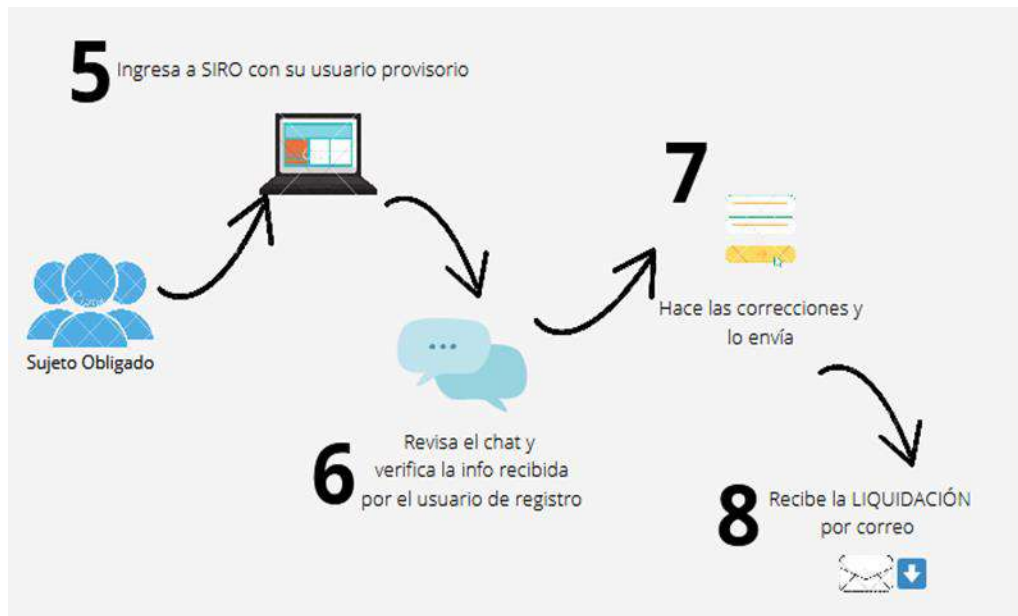 5
Ingresa a SIRO con su usuario provisorio
Sujeto Obligado
6
Revisa el chat y
verifica la info recibida
por el usuario de registro
7
Hace las correcciones y
lo envía
8
Recibe la LIQUIDACIÓN
por correo